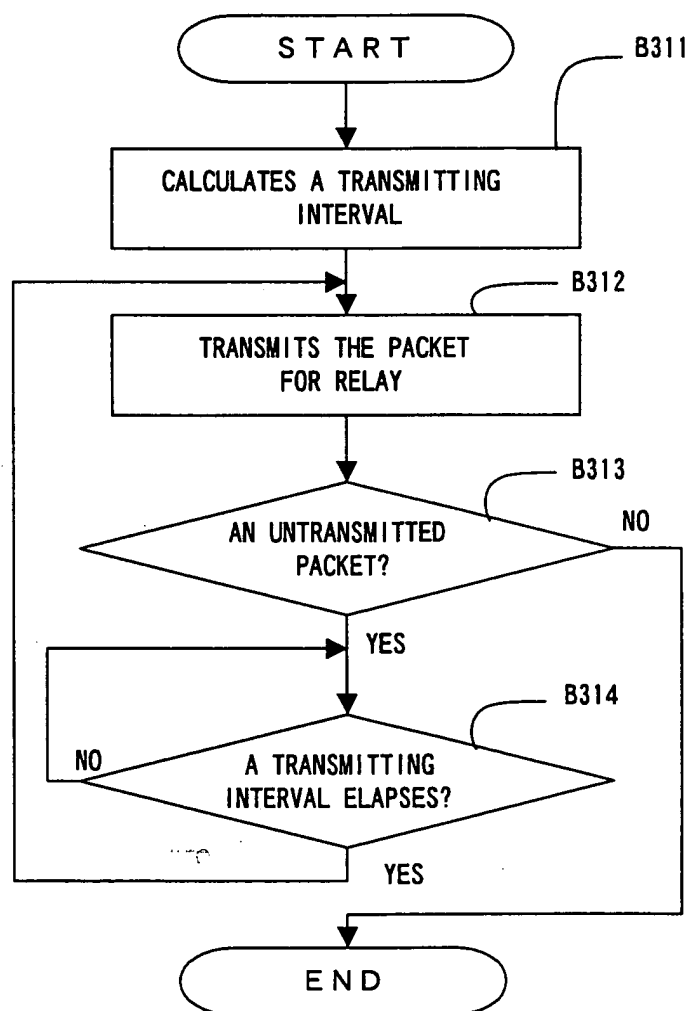 START
B311
CALCULATES A TRANSMITTING
INTERVAL
B312
TRANSMITS THE PACKET
FOR RELAY
B313
AN UNTRANSMITTED
PACKET?
NO
YES
B314
NO
A TRANSMITTING
INTERVAL ELAPSES?
YES
END